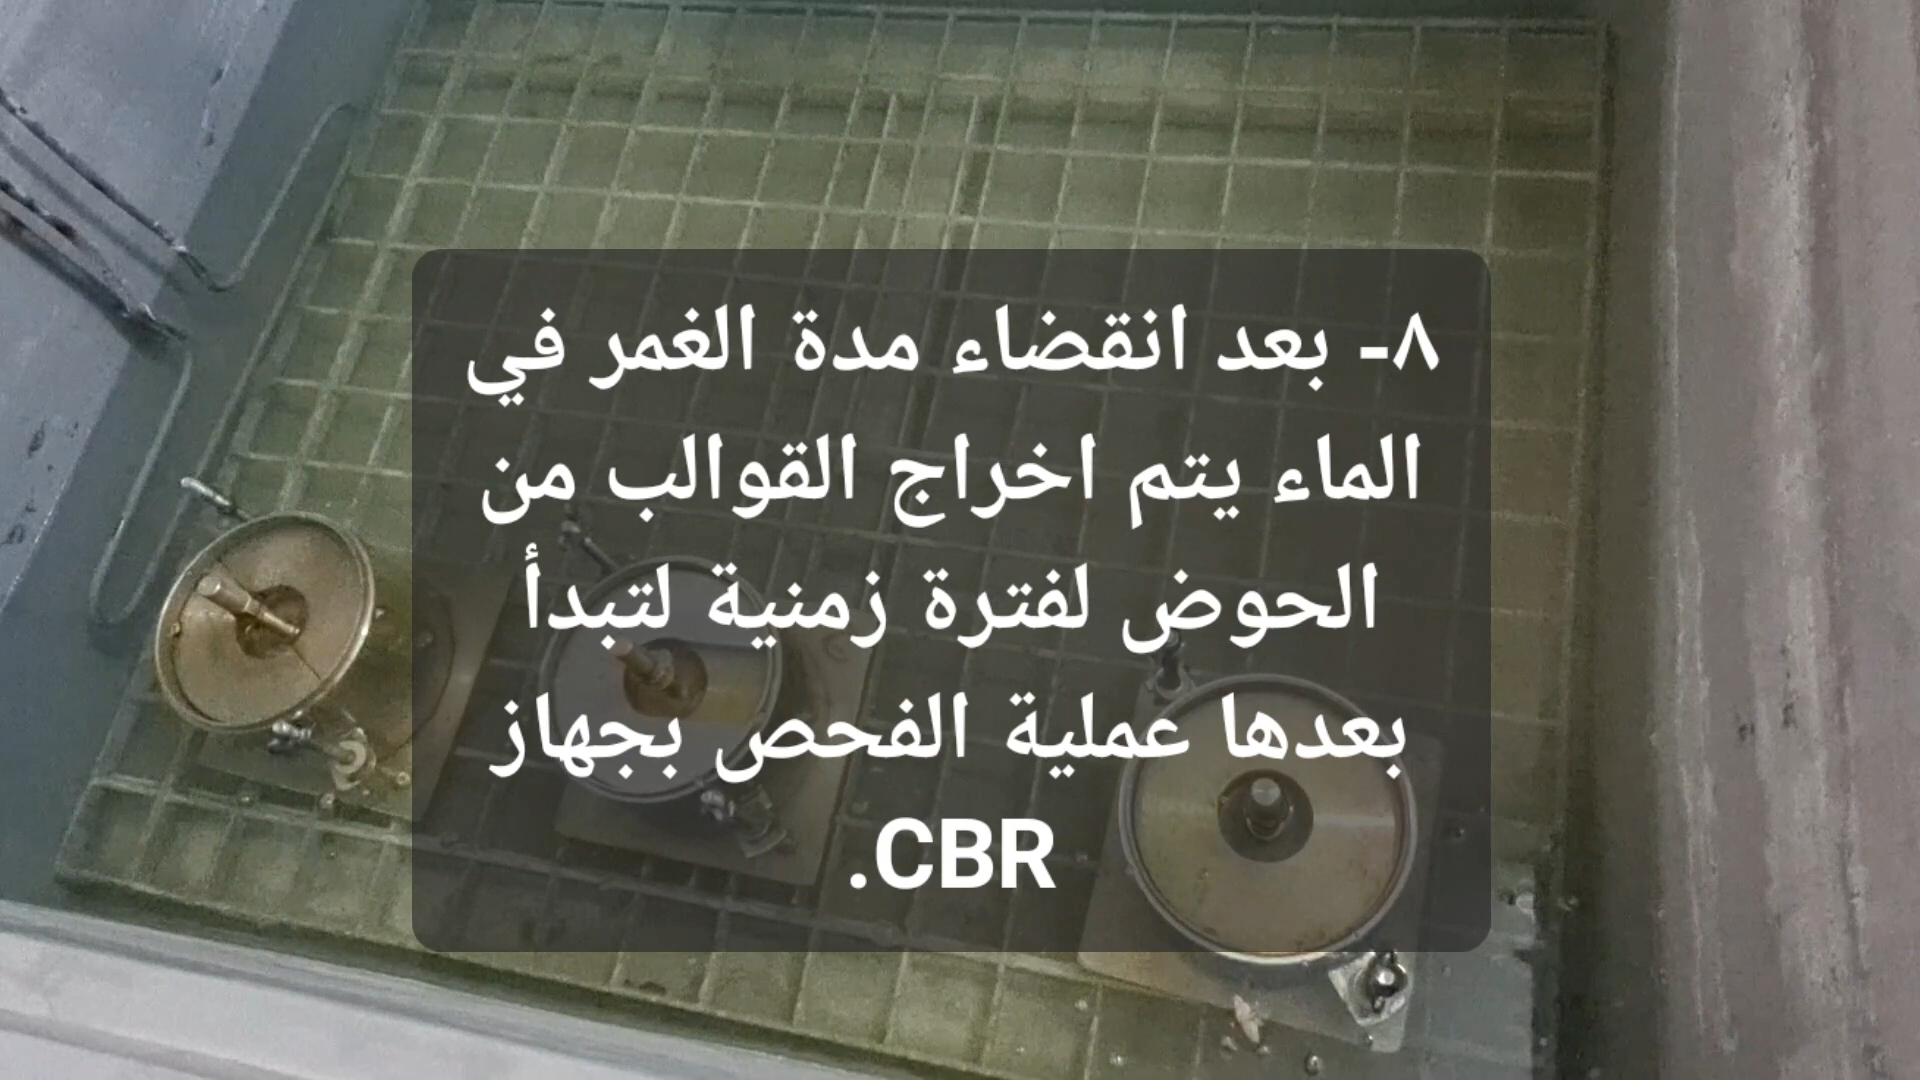 ٨- بعد انقضاء مدة الغمر في
الماء يتم اخراج القوالب من
الحوض لفترة زمنية لتبدأ
بعدها عملية الفحص بجهاز
CBR.